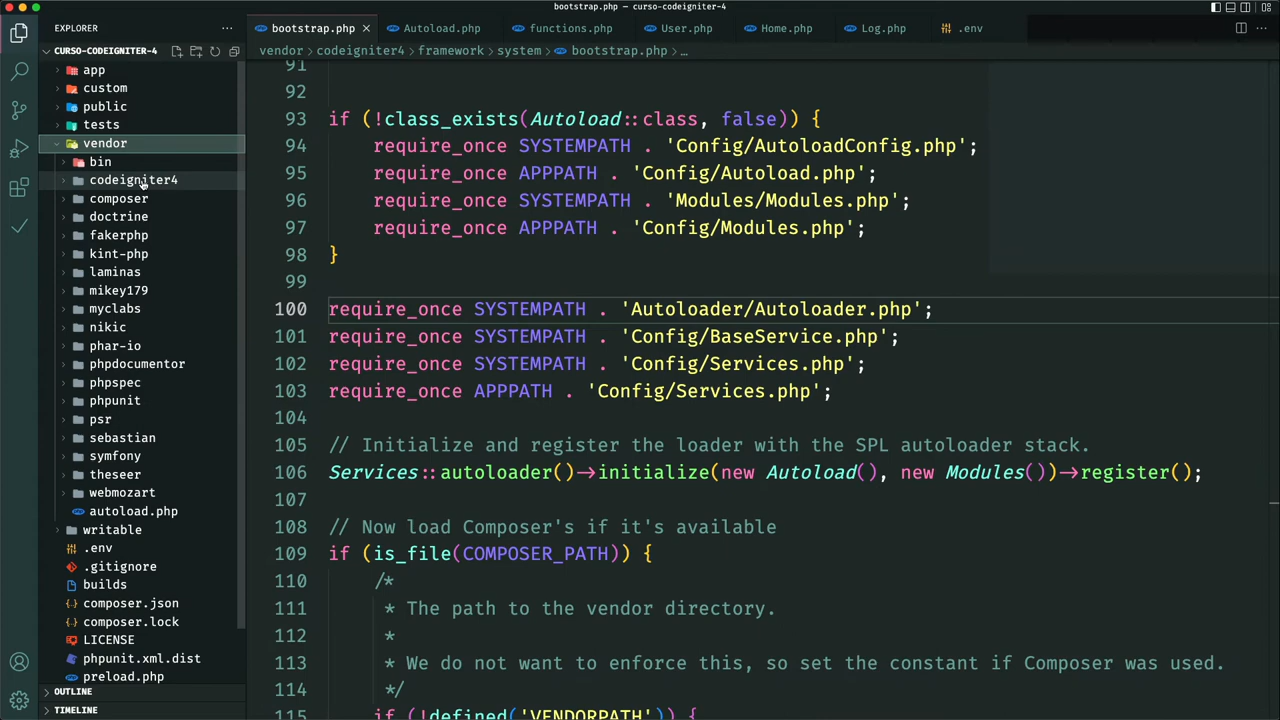 bootstrap.php — curso-codeigniter-4
EXPLORER
CURSO-CODEIGNITER-4
app
custom
public
tests
vendor
bin
codeigniter4
composer
doctrine
fakerphp
kint-php
laminas
mikey179
myclabs
nikic
phar-io
phpdocumentor
phpspec
phpunit
psr
sebastian
symfony
theseer
webmozart
autoload.php
writable
.env
.gitignore
builds
composer.json
composer.lock
LICENSE
phpunit.xml.dist
preload.php
OUTLINE
TIMELINE
bootstrap.php Autoload.php functions.php User.php Home.php Log.php .env
vendor > codeigniter4 > framework > system > bootstrap.php > ...
91
92
93 if (!class_exists(Autoload::class, false)) {
94 require_once SYSTEMPATH . 'Config/AutoloadConfig.php';
95 require_once APPPATH . 'Config/Autoload.php';
96 require_once SYSTEMPATH . 'Modules/Modules.php';
97 require_once APPPATH . 'Config/Modules.php';
98 }
99
100 require_once SYSTEMPATH . 'Autoloader/Autoloader.php';
101 require_once SYSTEMPATH . 'Config/BaseService.php';
102 require_once SYSTEMPATH . 'Config/Services.php';
103 require_once APPPATH . 'Config/Services.php';
104
105 // Initialize and register the loader with the SPL autoloader stack.
106 Services::autoloader()->initialize(new Autoload(), new Modules())->register();
107
108 // Now load Composer's if it's available
109 if (is_file(COMPOSER_PATH)) {
110 /*
111 * The path to the vendor directory.
112 *
113 * We do not want to enforce this, so set the constant if Composer was used.
114 */
115 if (!defined('VENDORPATH')) {